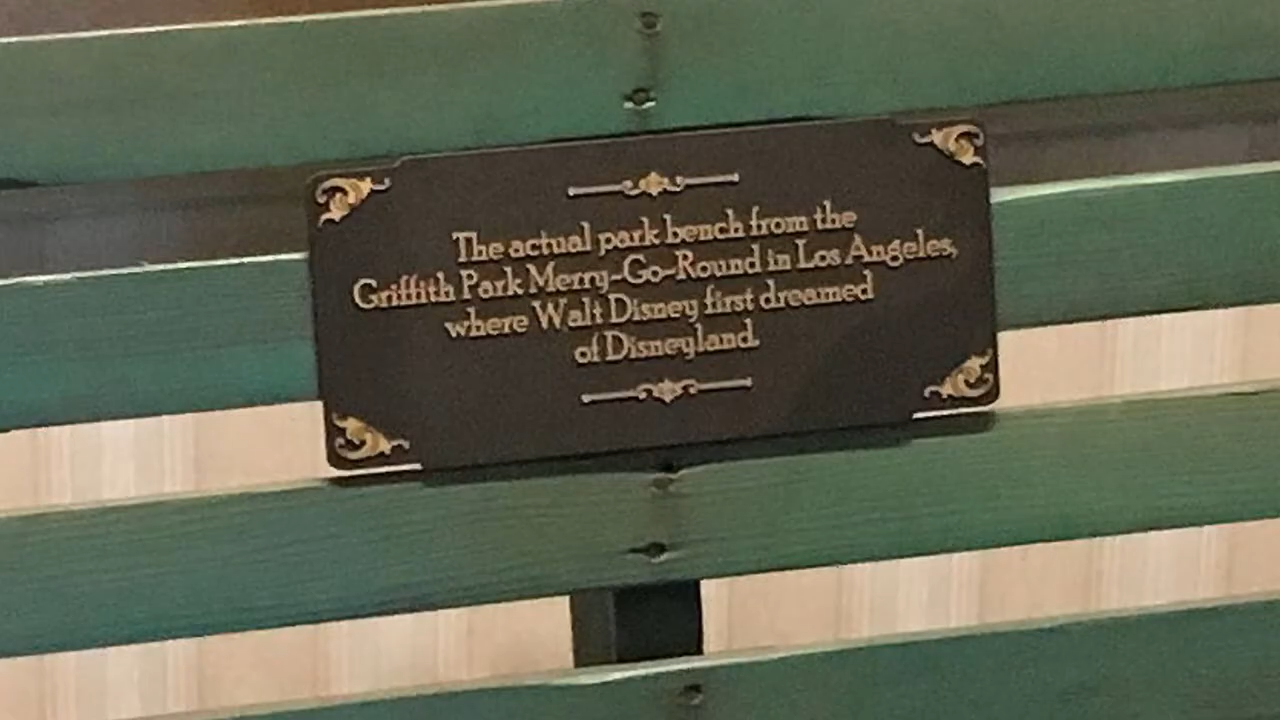 The actual park bench from the
Griffith Park Merry-Go-Round in Los Angeles,
where Walt Disney first dreamed
of Disneyland.